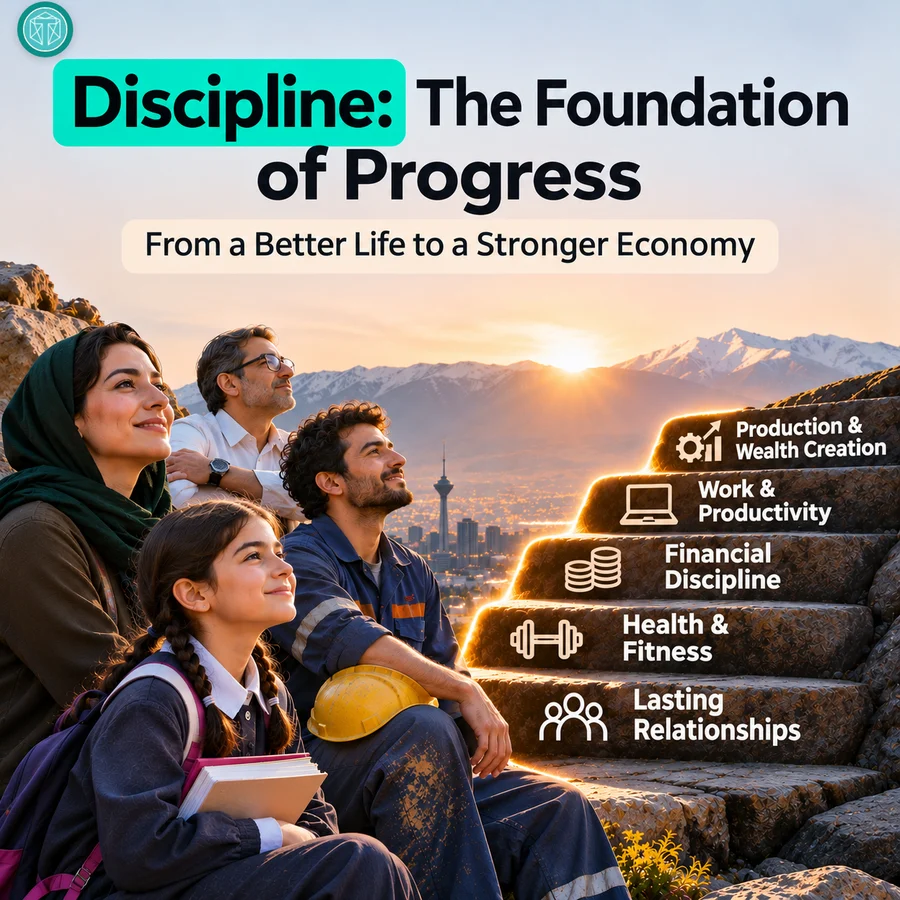 Discipline: The Foundation
of Progress
From a Better Life to a Stronger Economy
Production &
Wealth Creation
Work &
Productivity
Financial
Discipline
Health &
Fitness
Lasting
Relationships